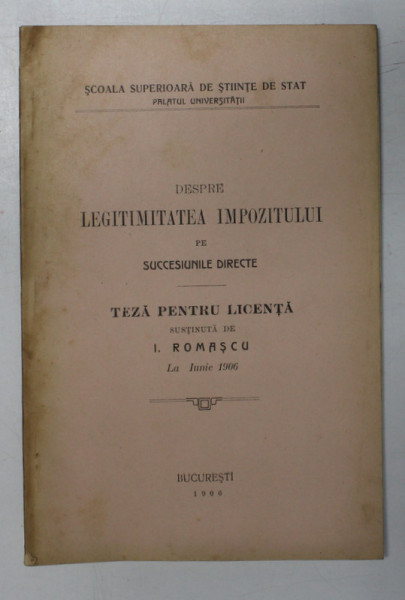 ŞCOALA SUPERIOARĂ DE ŞTIINŢE DE STAT
PALATUL UNIVERSITĂŢII
DESPRE
LEGITIMITATEA IMPOZITULUI
PE
SUCCESIUNILE DIRECTE
TEZĂ PENTRU LICENŢĂ
SUSŢINUTĂ DE
I. ROMAŞCU
La Iunie 1906
BUCUREŞTI
1906